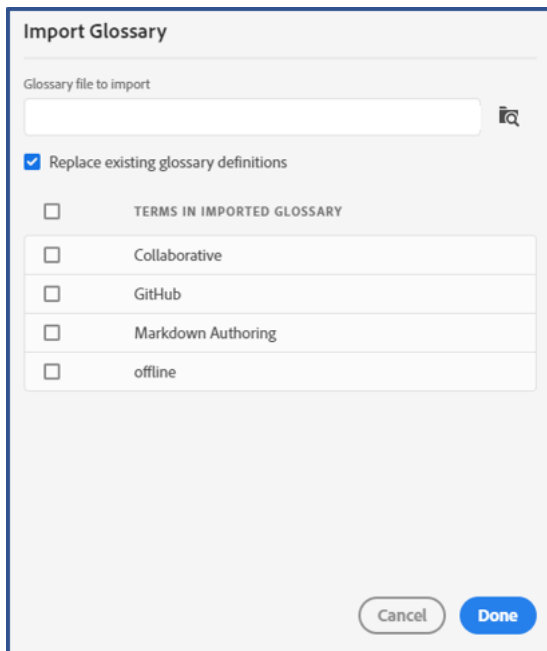 Import Glossary
Glossary file to import
Replace existing glossary definitions
TERMS IN IMPORTED GLOSSARY
Collaborative
GitHub
Markdown Authoring
offline
Cancel Done